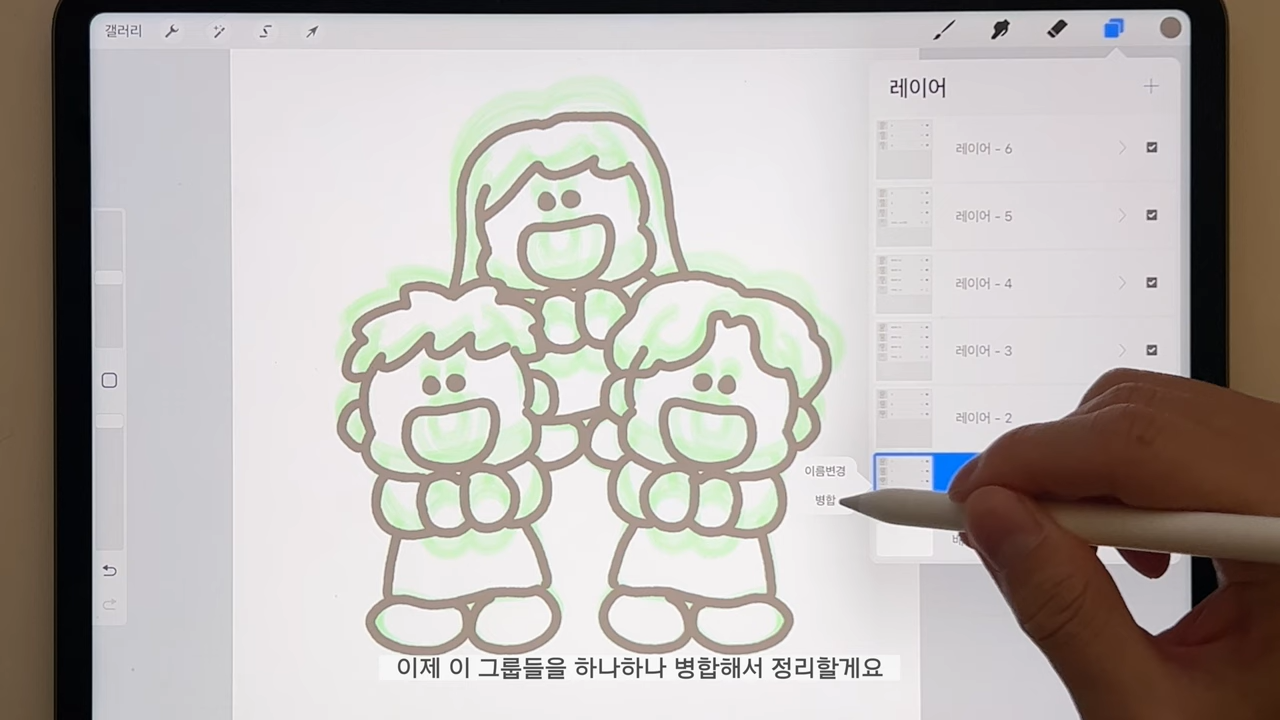 갤러리
레이어
레이어 - 6
레이어 - 5
레이어 - 4
레이어 - 3
레이어 - 2
이름변경
병합
이제 이 그룹들을 하나하나 병합해서 정리할게요